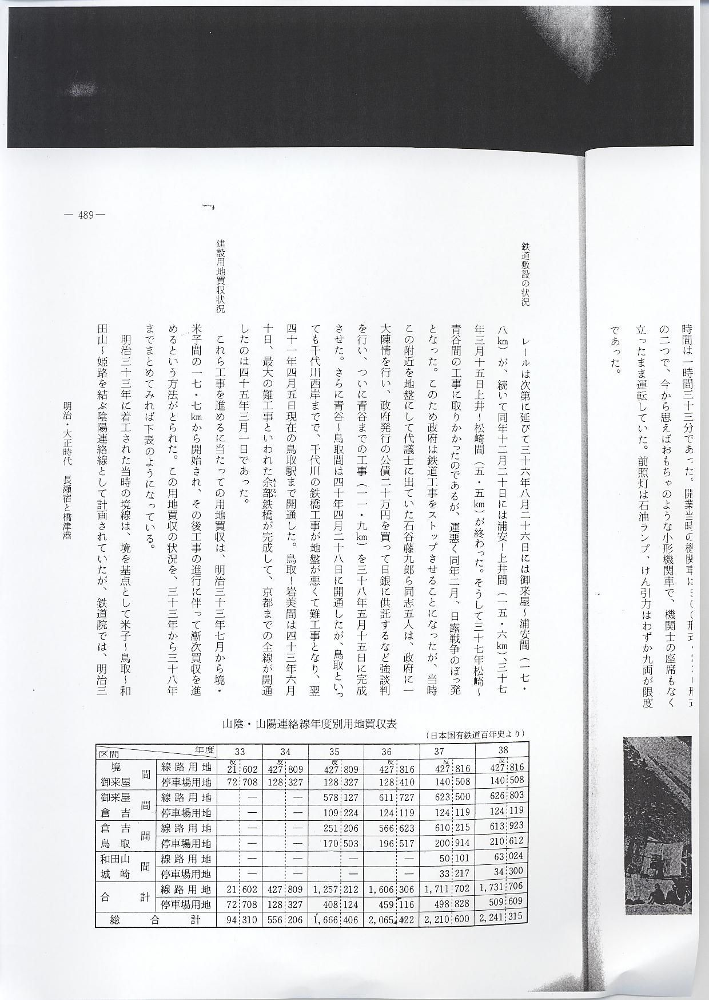 時間は一時間三十三分であった。開業当時の機関車は
の二つで、今から思えばおもちゃのような小形機関車で、機関士の座席もなく
立ったまま運転していた。前照灯は石油ランプ、けん引力はわずか九両が限度
であった。
鉄道敷設の状況
レールは次第に延びて三十六年八月二十六日には御来屋〜浦安間（一七・
八km）が、続いて同年十二月二十日には浦安〜上井間（一五・六km）、三十七
年三月十五日上井〜松崎間（五・五km）が終わった。そうして三十七年松崎〜
青谷間の工事に取りかかったのであるが、運悪く同年二月、日露戦争のぼっ発
となった。このため政府は鉄道工事をストップさせることになったが、当時
この附近を地盤にして代議士に出ていた石谷藤九郎ら同志五人は、政府に一
大陳情を行い、政府発行の公債二十万円を買って日銀に供託するなど強談判
を行い、ついに青谷までの工事（一一・九km）を三十八年五月十五日に完成
させた。さらに青谷〜鳥取間は四十年四月二十八日に開通したが、鳥取といっ
ても千代川西岸までで、千代川の鉄橋工事が地盤が悪くて難工事となり、翌
四十一年四月五日現在の鳥取駅まで開通した。鳥取〜岩美間は四十三年六月
十日、最大の難工事といわれた余部鉄橋が完成して、京都までの全線が開通
したのは四十五年三月一日であった。
建設用地買収状況
これら工事を進めるに当たっての用地買収は、明治三十三年七月から境・
米子間の一七・七kmから開始され、その後工事の進行に伴って漸次買収を進
めるという方法がとられた。この用地買収の状況を、三十三年から三十八年
までまとめてみれば下表のようになっている。
明治三十三年に着工された当時の境線は、境を基点として米子〜鳥取〜和
田山〜姫路を結ぶ陰陽連絡線として計画されていたが、鉄道院では、明治三
山陰・山陽連絡線年度別用地買収表
（日本国有鉄道百年史より）
区間 年度 33 34 35 36 37 38
境 御来屋 間 線路用地 反 21 602 反 427 809 反 427 809 反 427 816 反 427 816 反 427 816
停車場用地 72 708 128 327 128 327 128 410 140 508 140 508
御来屋 倉吉 間 線路用地 — — 578 127 611 727 623 500 626 803
停車場用地 — — 109 224 124 119 124 119 124 119
倉吉 鳥取 間 線路用地 — — 251 206 566 623 610 215 613 923
停車場用地 — — 170 503 196 517 200 914 210 612
和田山 城崎 間 線路用地 — — — — 50 101 63 024
停車場用地 — — — — 33 217 34 300
合計 線路用地 21 602 427 809 1,257 212 1,606 306 1,711 702 1,731 706
停車場用地 72 708 128 327 408 124 459 116 498 828 509 609
総合計 94 310 556 206 1,666 406 2,065 422 2,210 600 2,241 315
明治・大正時代 長瀬宿と橋津港
— 489 —